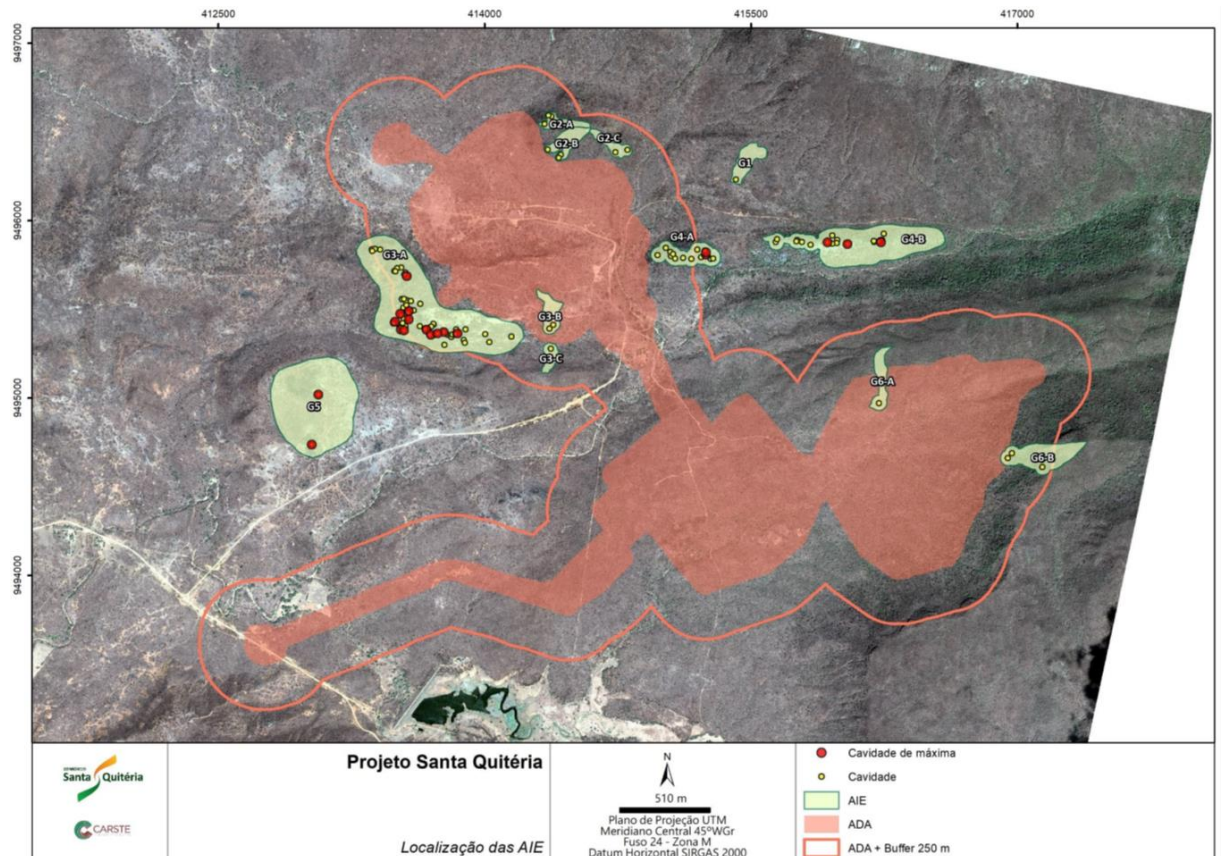 412500
414000
415500
417000
9497000
9496000
9495000
9494000
G2-A
G2-B
G2-C
G1
G4-A
G4-B
G3-A
G3-B
G3-C
G5
G6-A
G6-B
Santa Quitéria
CARSTE
Projeto Santa Quitéria
Localização das AIE
N
510 m
Plano de Projeção UTM
Meridiano Central 45ºWGr
Fuso 24 - Zona M
Datum Horizontal SIRGAS 2000
Cavidade de máxima
Cavidade
AIE
ADA
ADA + Buffer 250 m